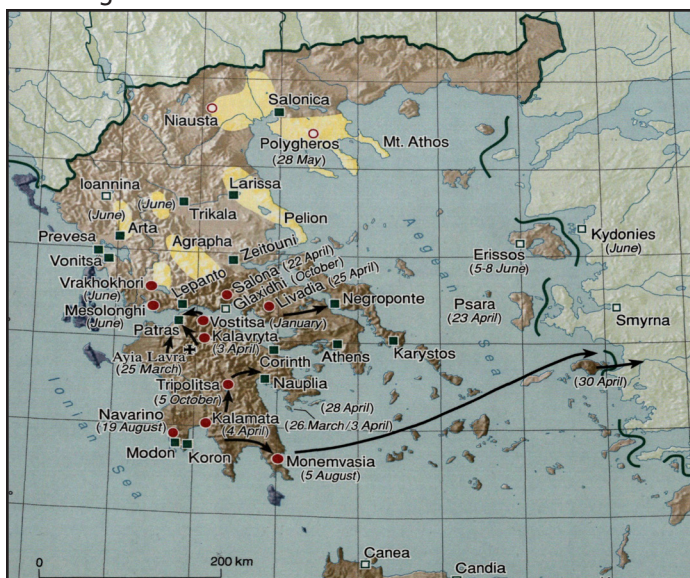 Salonica
Niausta
Polygheros
(28 May)
Mt. Athos
Ioannina
(June)
(June)
Trikala
Larissa
Pelion
Arta
Prevesa
Vonitsa
Agrapha
Zeitouni
Kydonies
(June)
Erissos
(5-8 June)
Aegean Sea
Psara
(23 April)
Smyrna
Vrakhokhori
(June)
Lepanto
Salona (22 April)
Glaxidhi (October)
Livadia (25 April)
Negroponte
Mesolonghi
(June)
Patras
Vostitsa (January)
Kalavryta
(3 April)
Ayia Lavra
(25 March)
Corinth
Athens
Karystos
Tripolitsa
(5 October)
Nauplia
(30 April)
(28 April)
(26 March/3 April)
Ionian Sea
Navarino
(19 August)
Kalamata
(4 April)
Modon
Koron
Monemvasia
(5 August)
0
200 km
Canea
Candia